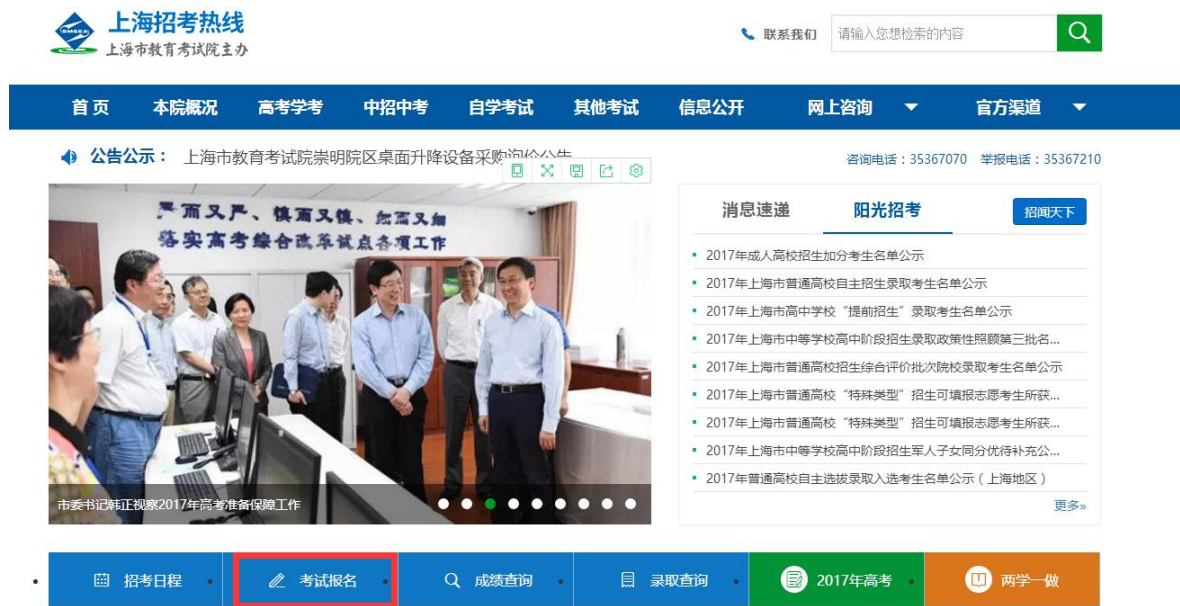 上海招考热线
上海市教育考试院主办
联系我们
请输入您想检索的内容
首页 本院概况 高考学考 中招中考 自学考试 其他考试 信息公开 网上咨询 官方渠道
公告公示： 上海市教育考试院崇明院区桌面升降设备采购询价公告
咨询电话：35367070 举报电话：35367210
严而又严、慎而又慎、细而又细
落实高考综合改革试点各项工作
市委书记韩正视察2017年高考准备保障工作
消息速递 阳光招考 招闻天下
2017年成人高校招生加分考生名单公示
2017年上海市普通高校自主招生录取考生名单公示
2017年上海市高中学校“提前招生”录取考生名单公示
2017年上海市中等学校高中阶段招生录取政策性照顾第三批名...
2017年上海市普通高校招生综合评价批次院校录取考生名单公示
2017年上海市普通高校“特殊类型”招生可填报志愿考生所获...
2017年上海市普通高校“特殊类型”招生可填报志愿考生所获...
2017年上海市中等学校高中阶段招生军人子女同分优待补充公...
2017年普通高校自主选拔录取入选考生名单公示（上海地区）
更多»
招考日程 考试报名 成绩查询 录取查询 2017年高考 两学一做